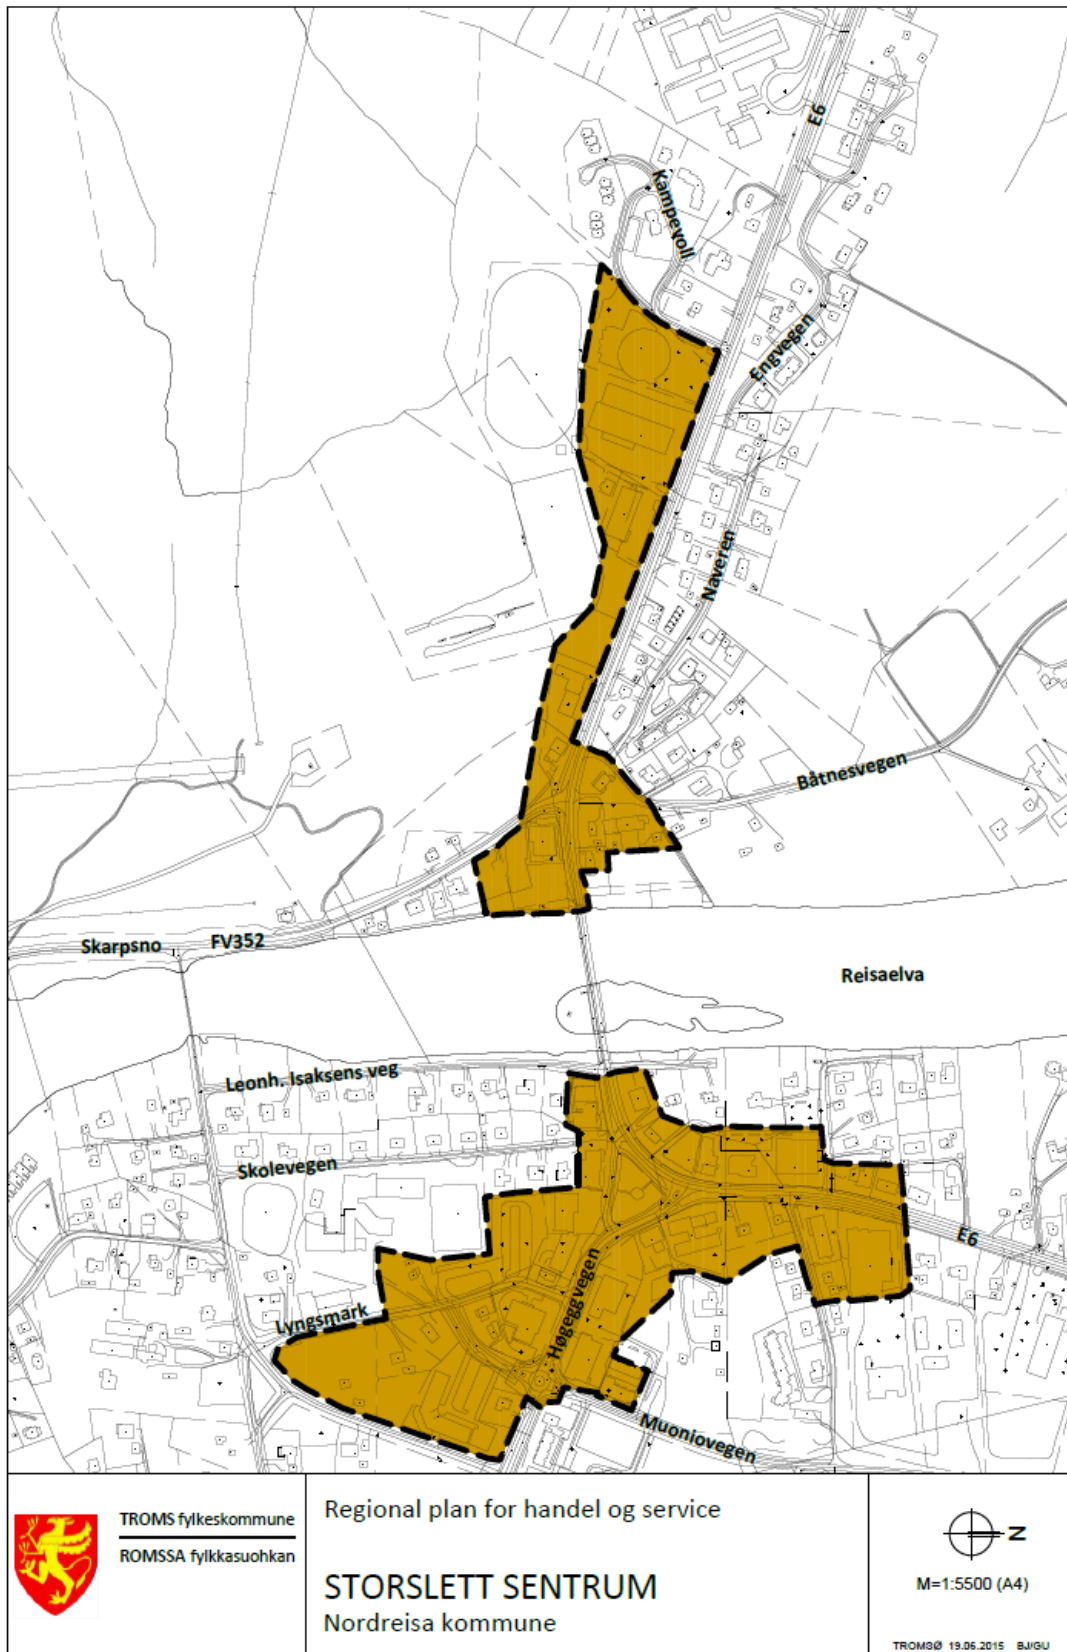 E6
Kampevoll
Engvegen
Naveren
Båtnesvegen
Skarpsno
FV352
Reisaelva
Leonh. Isaksens veg
Skolevegen
E6
Høgeggvegen
Lyngsmark
Muoniovegen
TROMS fylkeskommune
ROMSSA fylkkasuohkan
Regional plan for handel og service
STORSLETT SENTRUM
Nordreisa kommune
N
M=1:5500 (A4)
TROMSØ 19.06.2015 BJ/GU